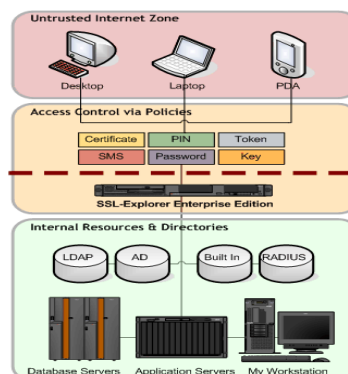 Untrusted Internet Zone
Desktop
Laptop
PDA
Access Control via Policies
Certificate PIN Token
SMS Password Key
SSL-Explorer Enterprise Edition
Internal Resources & Directories
LDAP AD Built In RADIUS
Database Servers Application Servers My Workstation